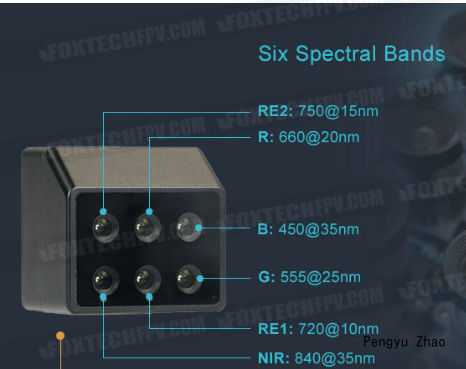 FOXTECHFPV.COM
FOXTECHFPV.COM
Six Spectral Bands
RE2: 750@15nm
R: 660@20nm
B: 450@35nm
G: 555@25nm
RE1: 720@10nm
Pengyu Zhao
NIR: 840@35nm